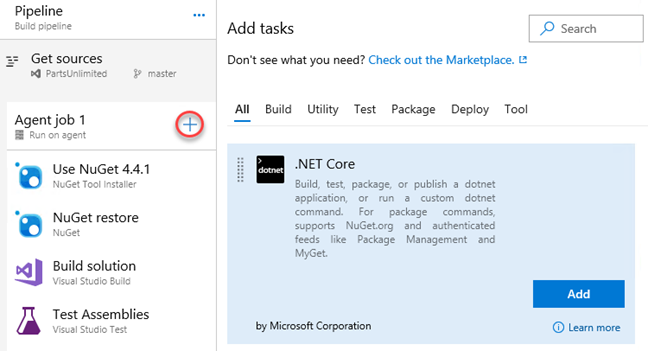 Pipeline
Build pipeline
...
Get sources
PartsUnlimited master
Agent job 1
Run on agent
+
Use NuGet 4.4.1
NuGet Tool Installer
NuGet restore
NuGet
Build solution
Visual Studio Build
Test Assemblies
Visual Studio Test
Add tasks
Search
Don't see what you need? Check out the Marketplace.
All Build Utility Test Package Deploy Tool
>
dotnet
.NET Core
Build, test, package, or publish a dotnet
application, or run a custom dotnet
command. For package commands,
supports NuGet.org and authenticated
feeds like Package Management and
MyGet.
Add
by Microsoft Corporation
Learn more